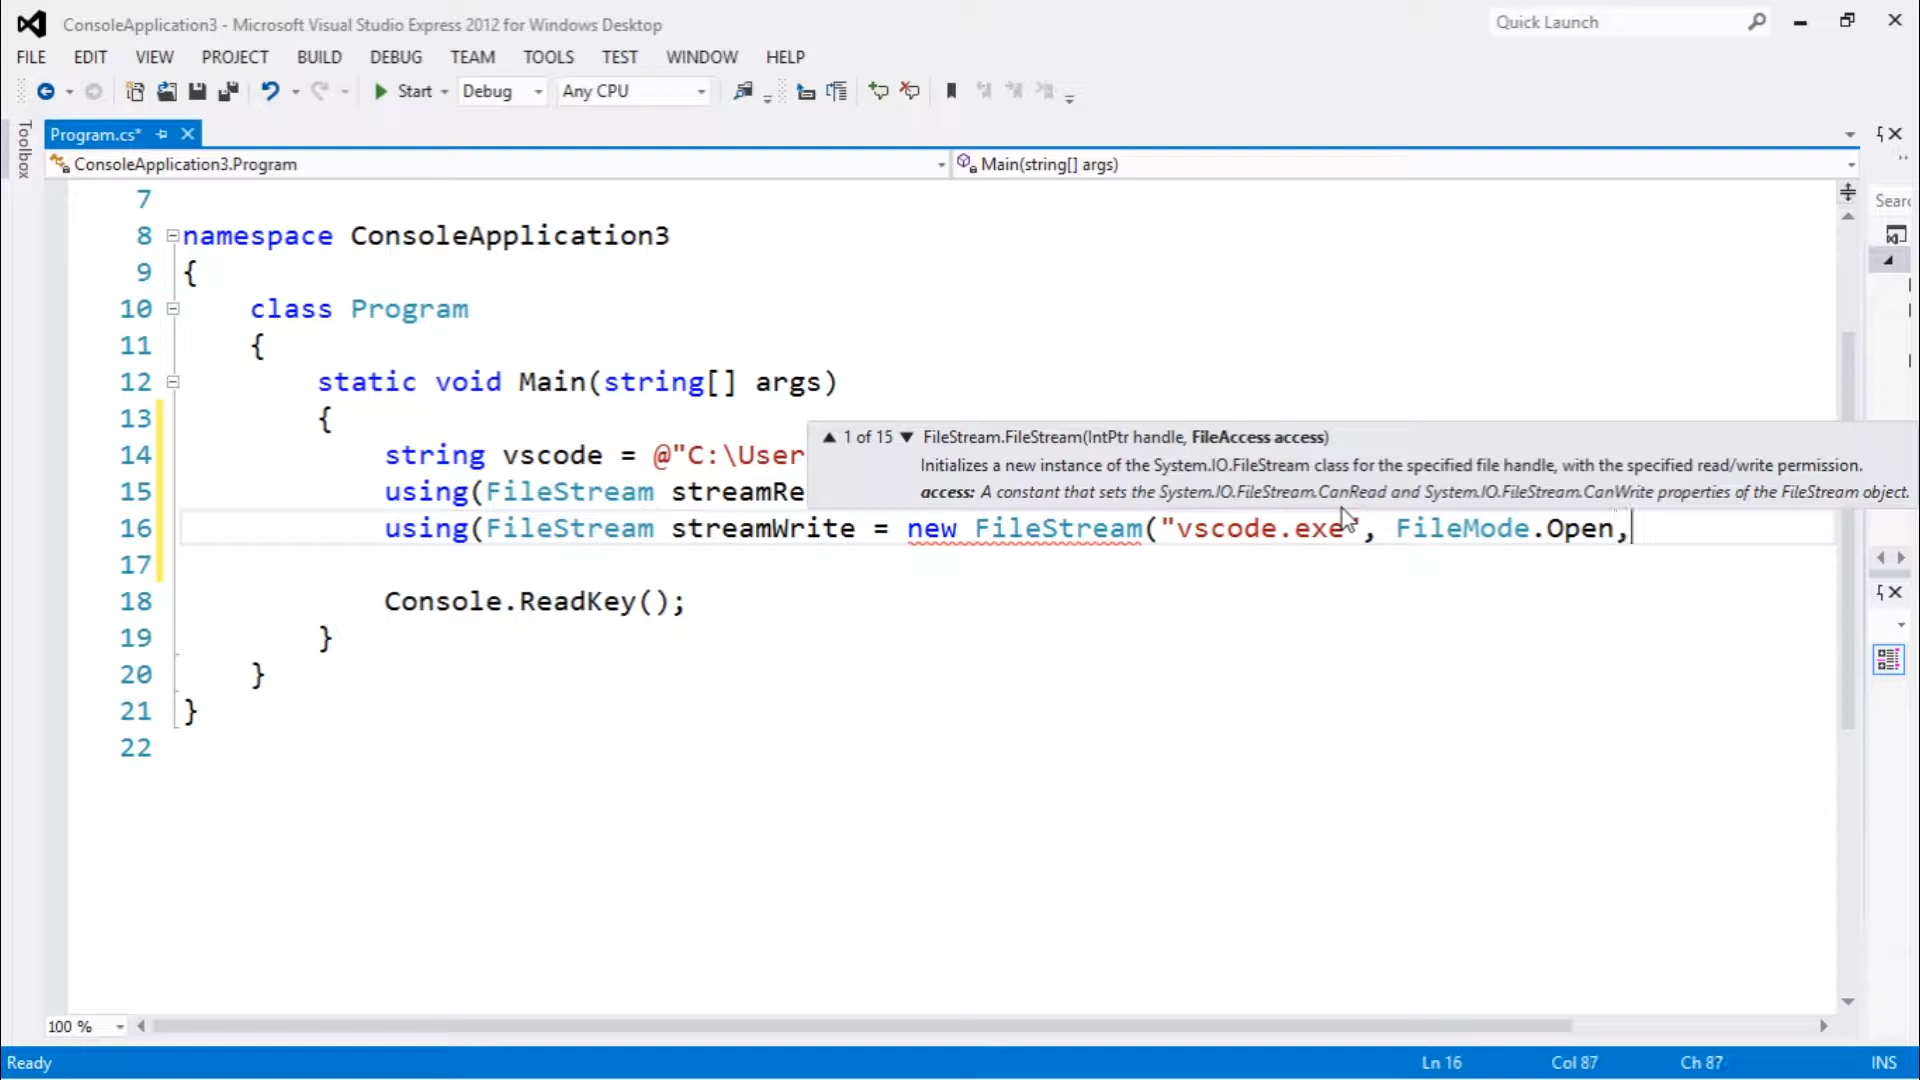 ConsoleApplication3 - Microsoft Visual Studio Express 2012 for Windows Desktop
Quick Launch
FILE EDIT VIEW PROJECT BUILD DEBUG TEAM TOOLS TEST WINDOW HELP
Start Debug Any CPU
Toolbox
Program.cs*
ConsoleApplication3.Program
Main(string[] args)
7
8 namespace ConsoleApplication3
9 {
10 class Program
11 {
12 static void Main(string[] args)
13 {
14 string vscode = @"C:\User
15 using(FileStream streamRe
16 using(FileStream streamWrite = new FileStream("vscode.exe", FileMode.Open,
17
18 Console.ReadKey();
19 }
20 }
21 }
22
1 of 15 FileStream.FileStream(IntPtr handle, FileAccess access)
Initializes a new instance of the System.IO.FileStream class for the specified file handle, with the specified read/write permission.
access: A constant that sets the System.IO.FileStream.CanRead and System.IO.FileStream.CanWrite properties of the FileStream object.
Sear
100 %
Ready
Ln 16 Col 87 Ch 87 INS